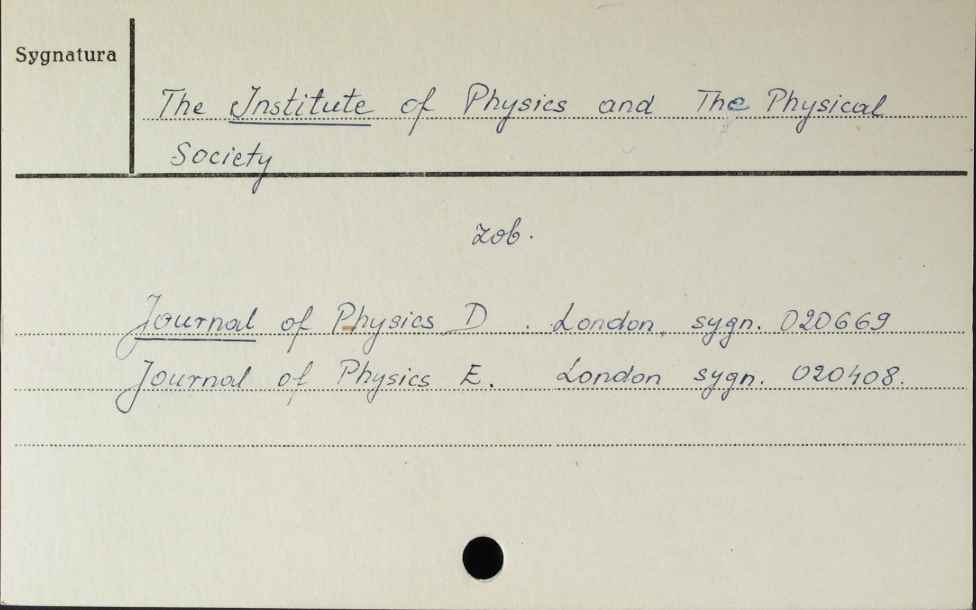 Sygnatura
The Institute of Physics and The Physical
Society
zob.
Journal of Physics D . London, sygn. 020669
Journal of Physics E. London sygn. 020408.